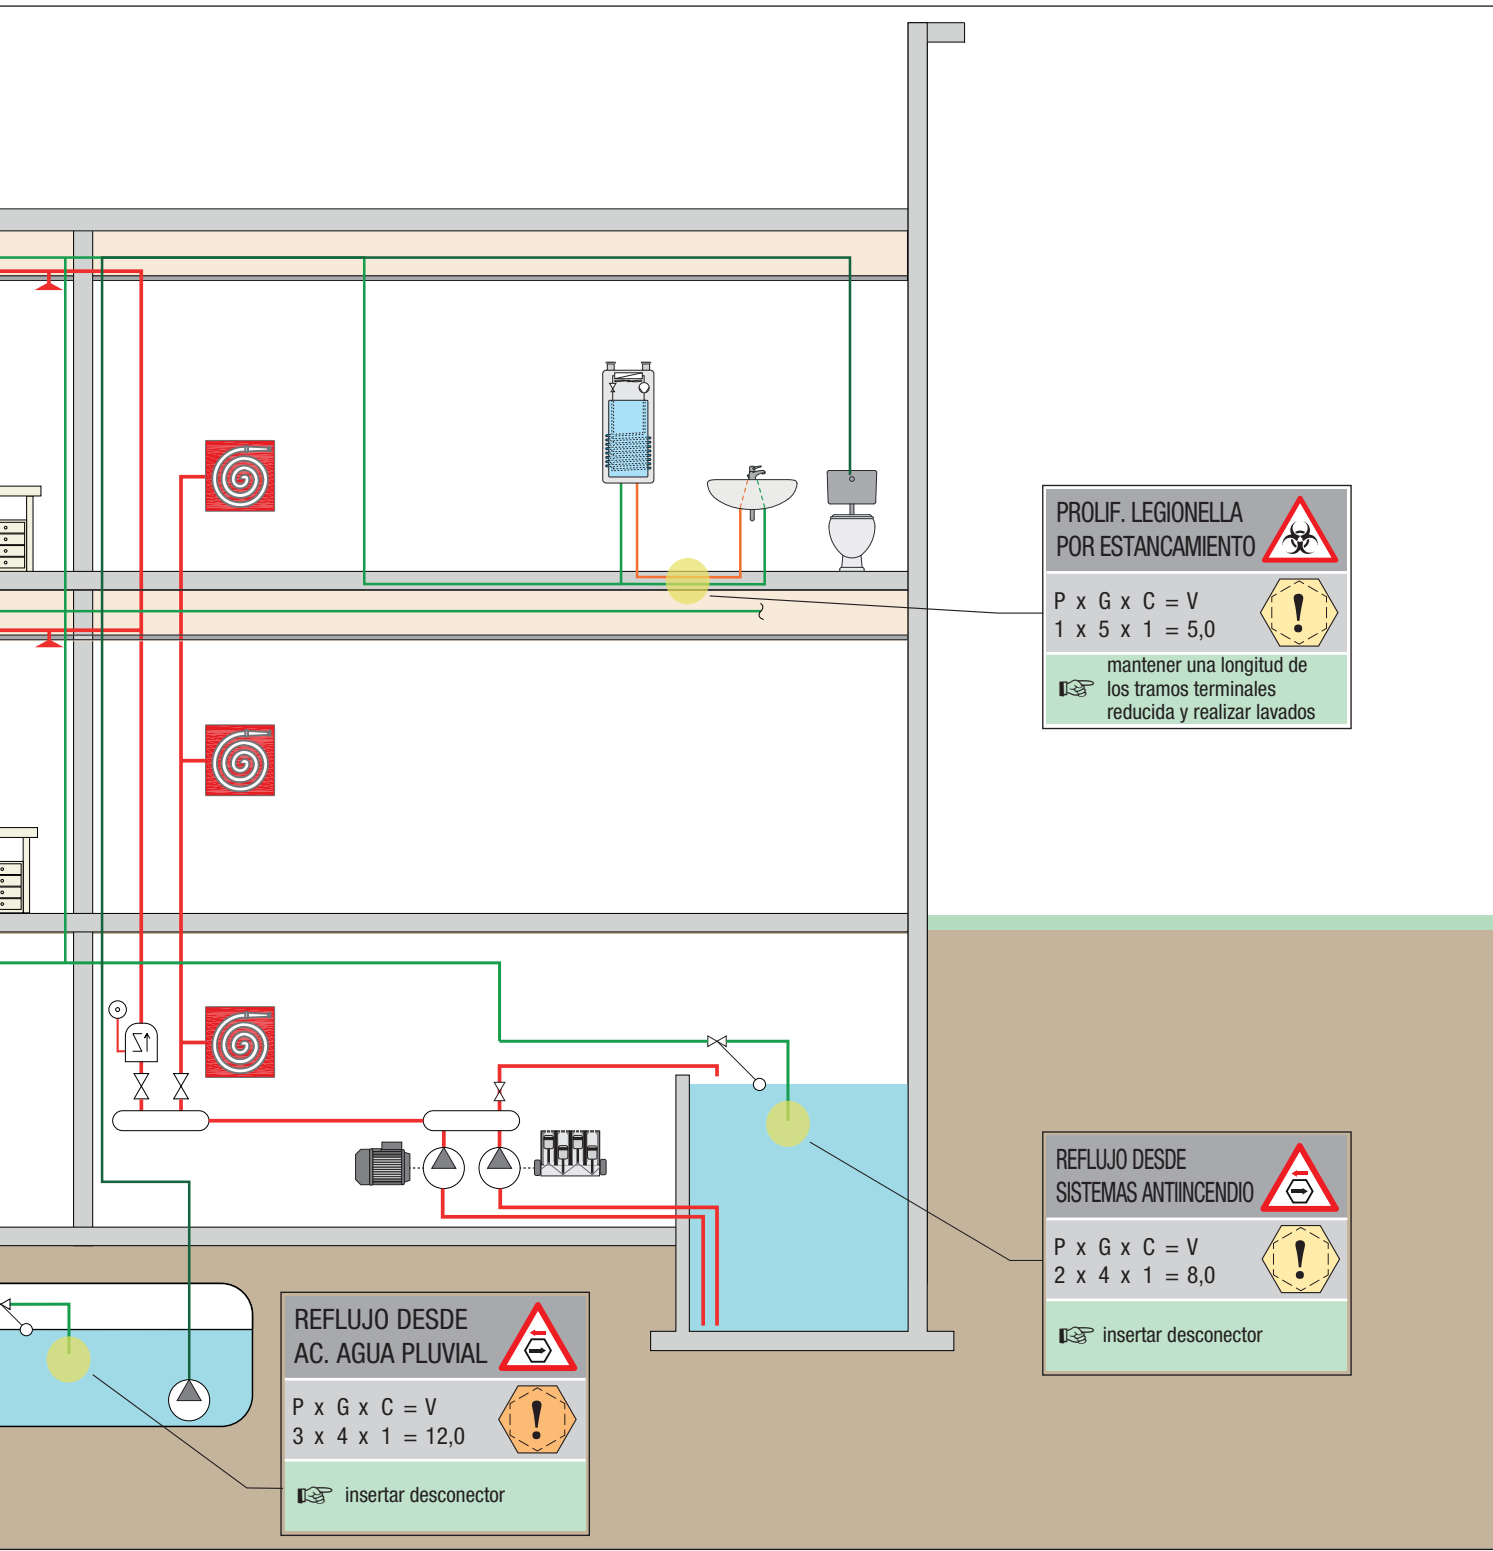 PROLIF. LEGIONELLA
POR ESTANCAMIENTO
P x G x C = V
1 x 5 x 1 = 5,0
mantener una longitud de
los tramos terminales
reducida y realizar lavados
REFLUJO DESDE
SISTEMAS ANTIINCENDIO
P x G x C = V
2 x 4 x 1 = 8,0
insertar desconector
REFLUJO DESDE
AC. AGUA PLUVIAL
P x G x C = V
3 x 4 x 1 = 12,0
insertar desconector